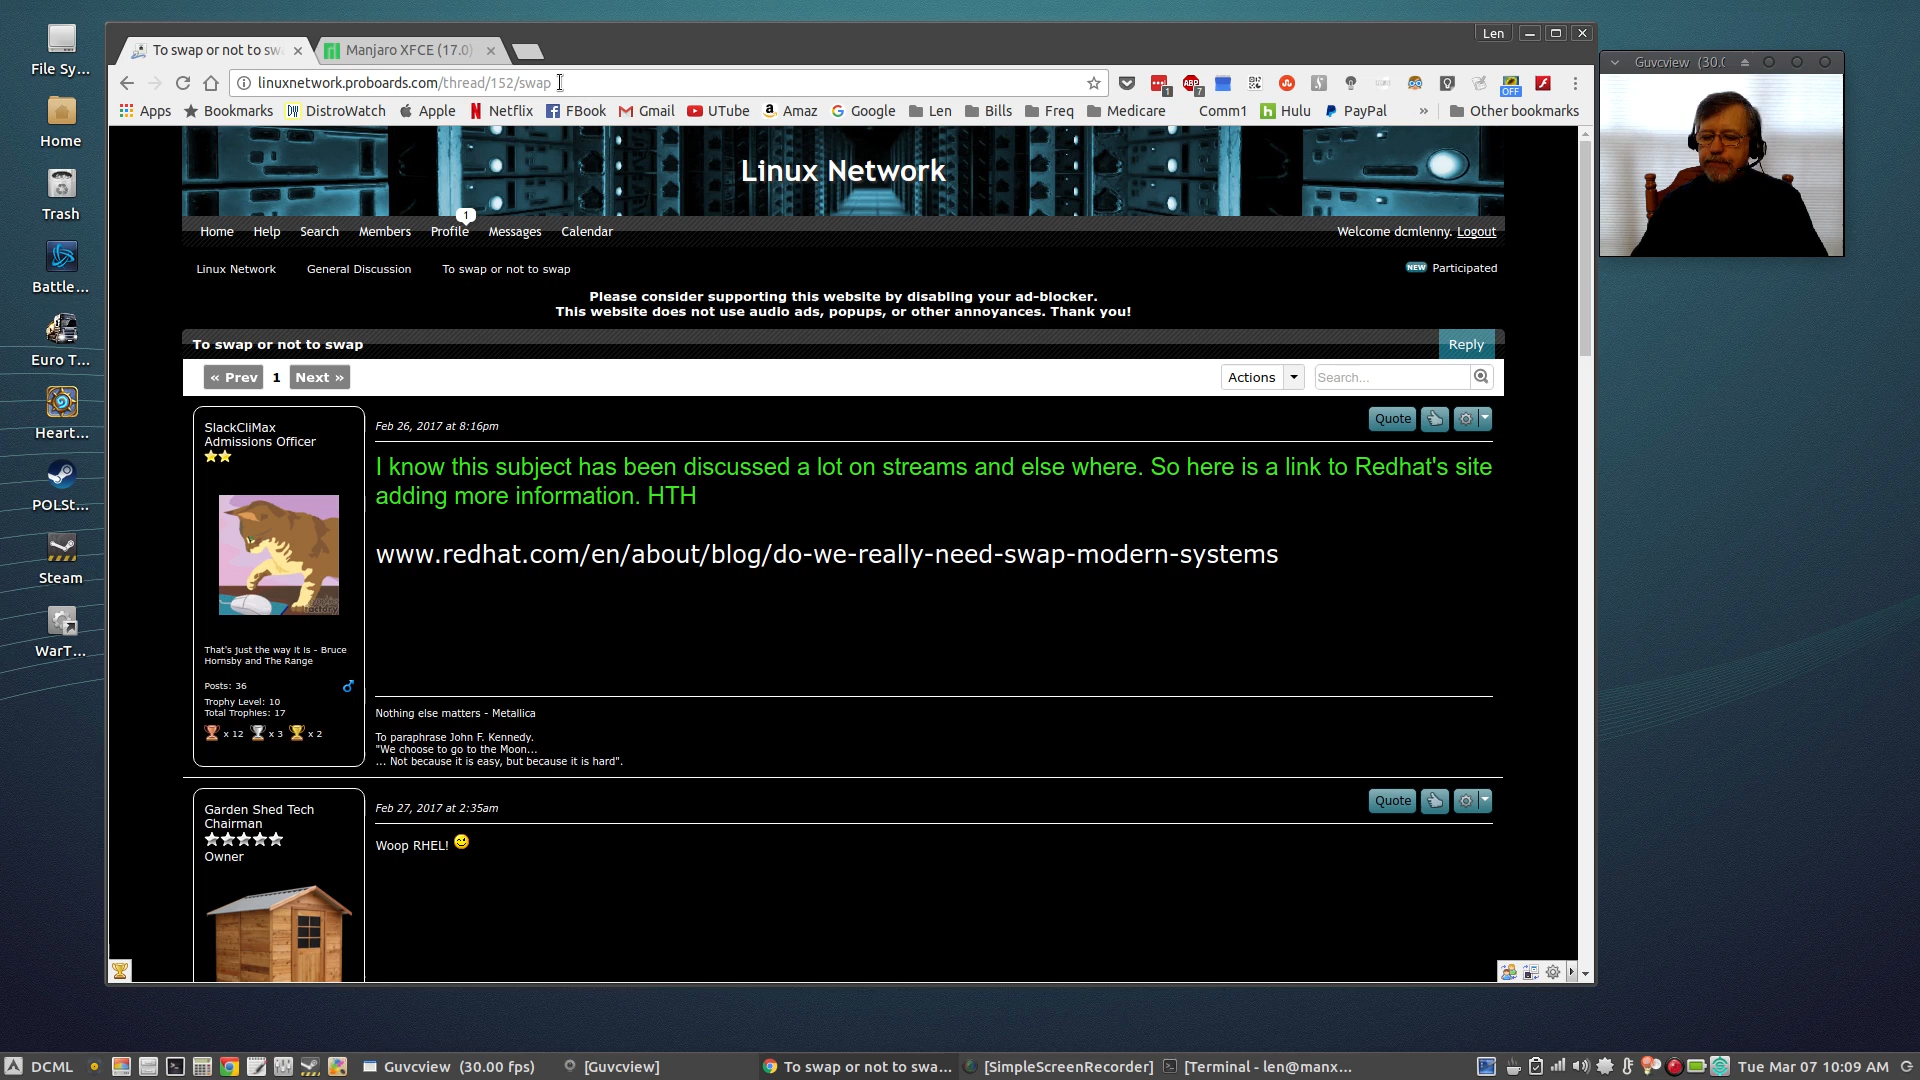 File Sy...
Home
Trash
Battle...
Euro T...
Heart...
POLSt...
Steam
WarT...
To swap or not to sw
Manjaro XFCE (17.0)
Len
linuxnetwork.proboards.com/thread/152/swap
1
ABP
7
OFF
Apps
Bookmarks
DW DistroWatch
Apple
Netflix
FBook
Gmail
UTube
Amaz
Google
Len
Bills
Freq
Medicare
Comm1
h Hulu
PayPal
»
Other bookmarks
Guvcview (30.0
Linux Network
1
Home Help Search Members Profile Messages Calendar
Welcome dcmlenny. Logout
Linux Network General Discussion To swap or not to swap
NEW Participated
Please consider supporting this website by disabling your ad-blocker.
This website does not use audio ads, popups, or other annoyances. Thank you!
To swap or not to swap
Reply
« Prev 1 Next »
Actions
Search...
SlackCliMax
Admissions Officer
That's just the way It Is - Bruce
Hornsby and The Range
Posts: 36
Trophy Level: 10
Total Trophies: 17
x 12 x 3 x 2
Feb 26, 2017 at 8:16pm
Quote
I know this subject has been discussed a lot on streams and else where. So here is a link to Redhat's site
adding more information. HTH
www.redhat.com/en/about/blog/do-we-really-need-swap-modern-systems
Nothing else matters - Metallica
To paraphrase John F. Kennedy.
"We choose to go to the Moon...
... Not because it is easy, but because it is hard".
Garden Shed Tech
Chairman
Owner
Feb 27, 2017 at 2:35am
Quote
Woop RHEL!
DCML
Guvcview (30.00 fps)
[Guvcview]
To swap or not to swa...
[SimpleScreenRecorder]
[Terminal - len@manx...
Tue Mar 07 10:09 AM